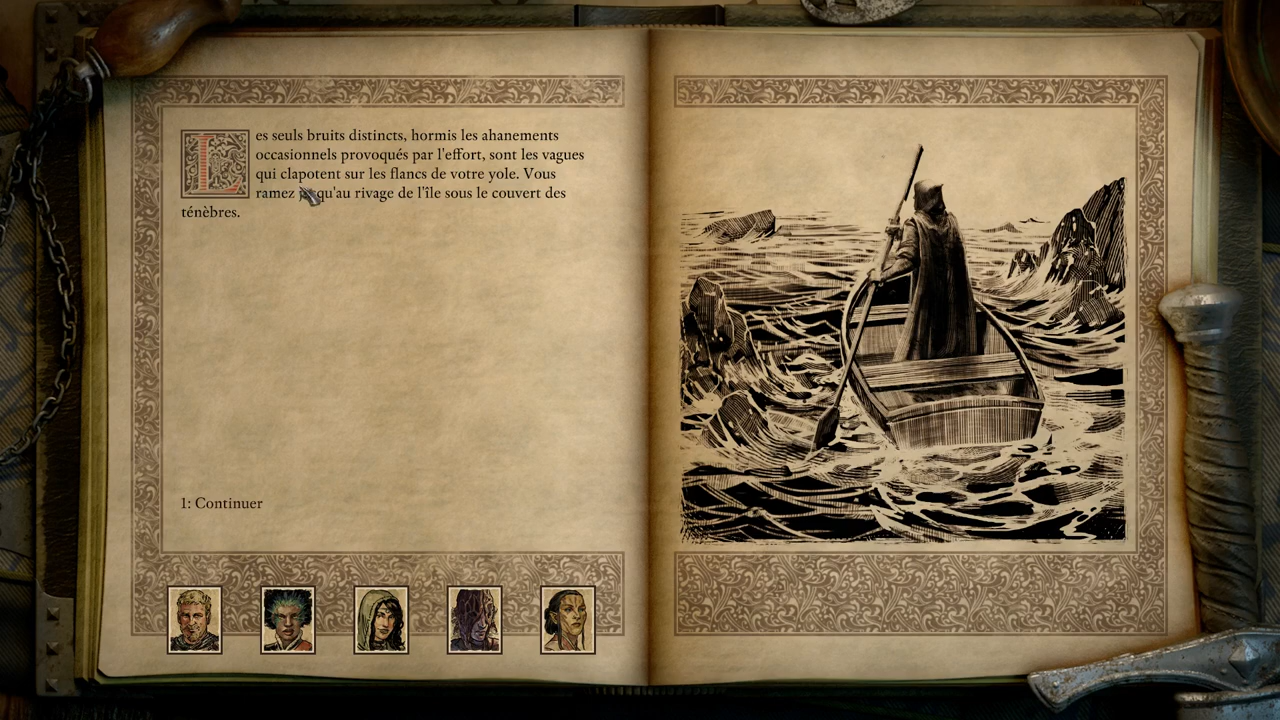 Les seuls bruits distincts, hormis les ahanements
occasionnels provoqués par l'effort, sont les vagues
qui clapotent sur les flancs de votre yole. Vous
ramez jusqu'au rivage de l'île sous le couvert des
ténèbres.
1: Continuer